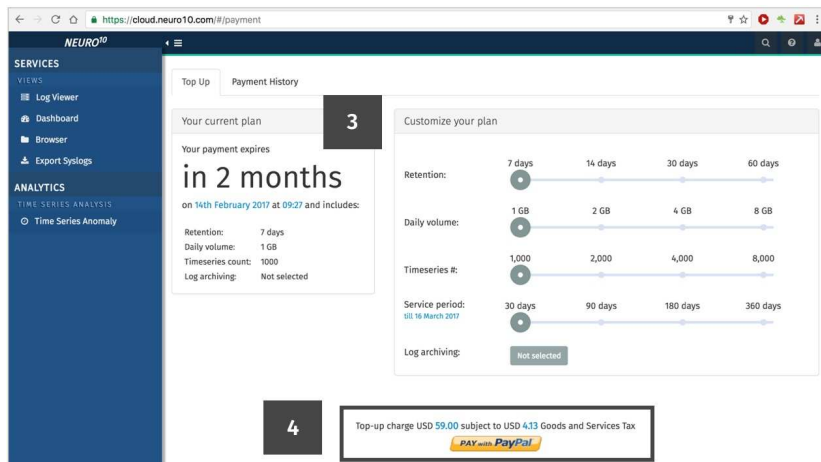 https://cloud.neuro10.com/#/payment
NEURO10
SERVICES
VIEWS
Log Viewer
Dashboard
Browser
Export Syslogs
ANALYTICS
TIME SERIES ANALYSIS
Time Series Anomaly
Top Up
Payment History
Your current plan
3
Your payment expires
in 2 months
on 14th February 2017 at 09:27 and includes:
Retention: 7 days
Daily volume: 1 GB
Timeseries count: 1000
Log archiving: Not selected
Customize your plan
7 days 14 days 30 days 60 days
Retention:
1 GB 2 GB 4 GB 8 GB
Daily volume:
1,000 2,000 4,000 8,000
Timeseries #:
Service period: 30 days 90 days 180 days 360 days
till 16 March 2017
Log archiving: Not selected
4
Top-up charge USD 59.00 subject to USD 4.13 Goods and Services Tax
PAY with PayPal